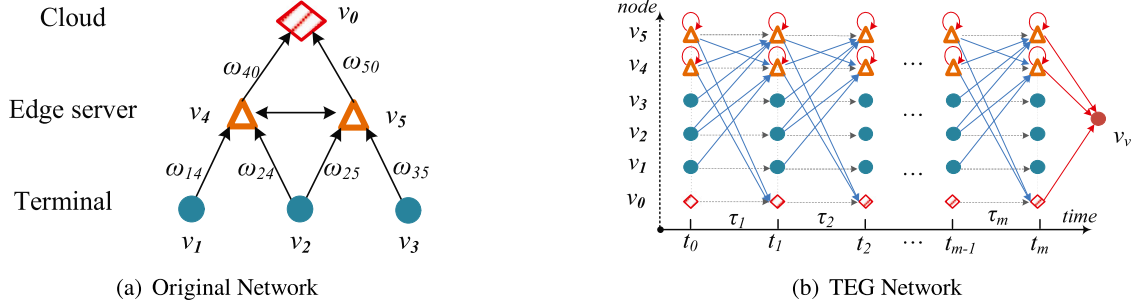 Cloud
v0
ω40
ω50
Edge server
v4
v5
ω14
ω24
ω25
ω35
Terminal
v1
v2
v3
(a) Original Network
node
v5
v4
...
v3
v2
v1
...
v0
vv
τ1
τ2
τm
time
t0
t1
t2
...
tm-1
tm
(b) TEG Network